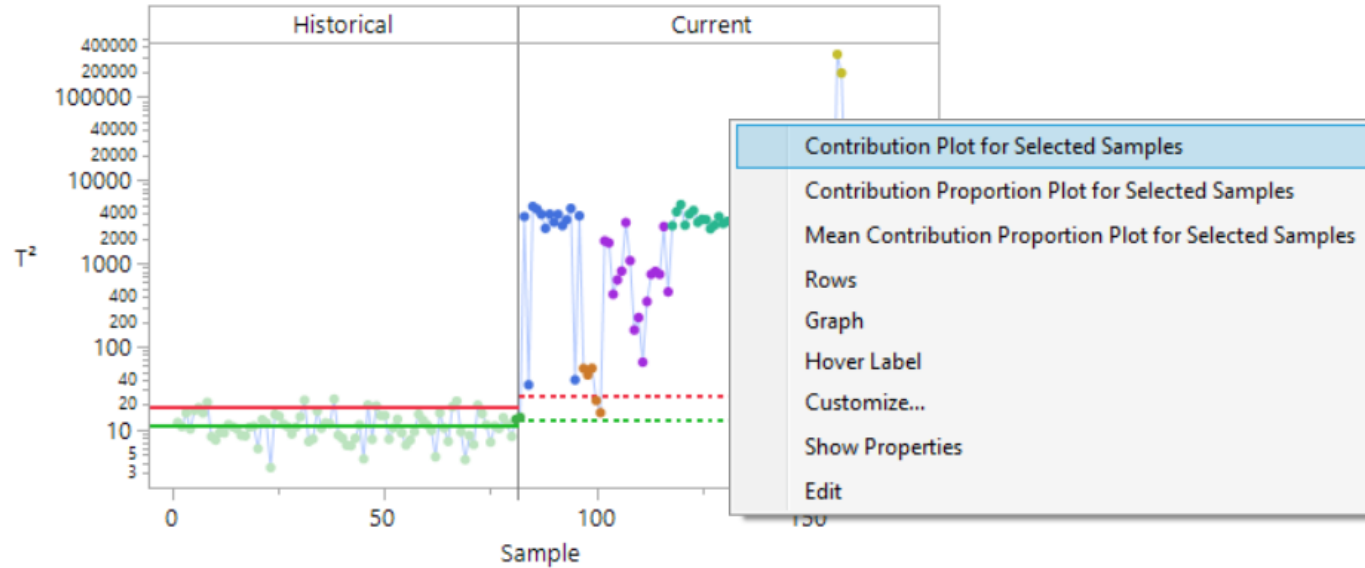 Historical Current
400000
200000
100000
40000
20000
10000
4000
2000
1000
400
200
100
40
20
10
5
3
T²
Contribution Plot for Selected Samples
Contribution Proportion Plot for Selected Samples
Mean Contribution Proportion Plot for Selected Samples
Rows
Graph
Hover Label
Customize...
Show Properties
Edit
0 50 100 150
Sample